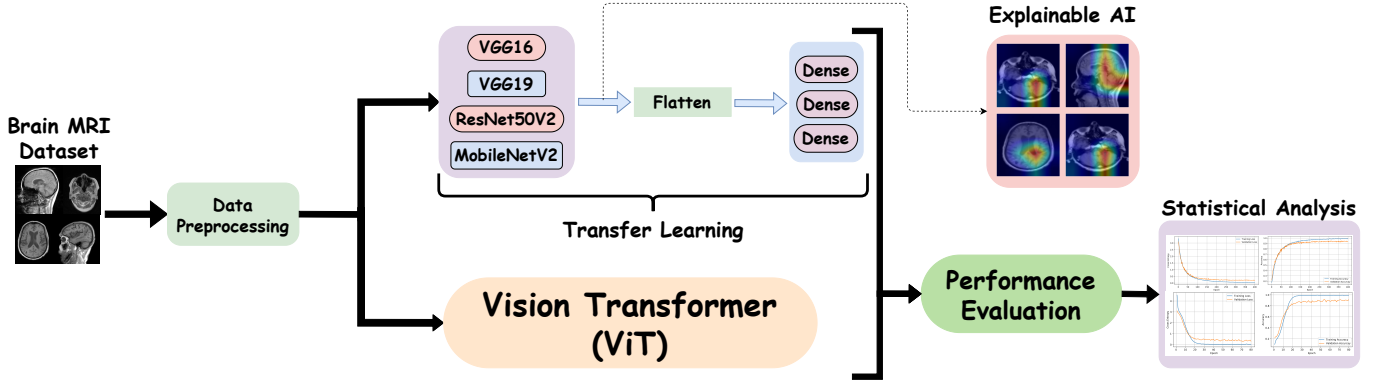 Brain MRI
Dataset
Data
Preprocessing
VGG16
VGG19
ResNet50V2
MobileNetV2
Flatten
Dense
Dense
Dense
Transfer Learning
Vision Transformer
(ViT)
Explainable AI
Performance
Evaluation
Statistical Analysis